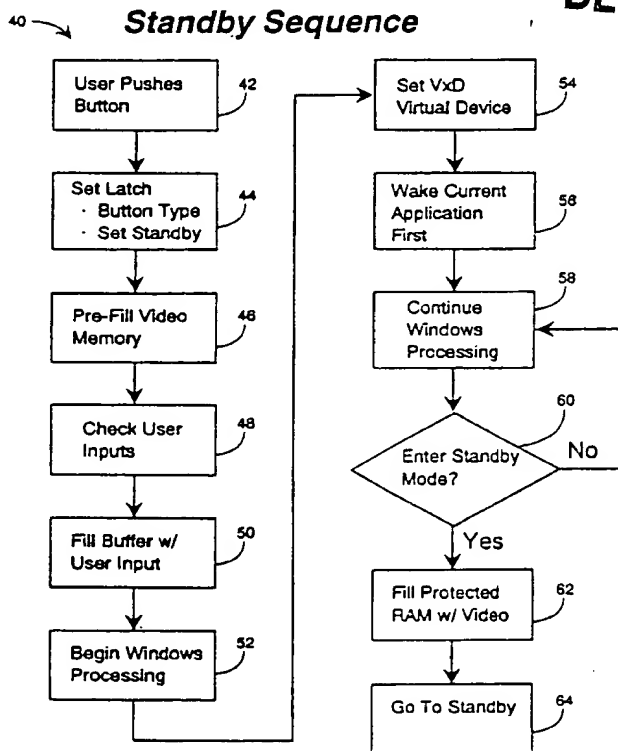 40
Standby Sequence
User Pushes
Button
42
Set Latch
· Button Type
· Set Standby
44
Pre-Fill Video
Memory
46
Check User
Inputs
48
Fill Buffer w/
User Input
50
Begin Windows
Processing
52
Set VxD
Virtual Device
54
Wake Current
Application
First
56
Continue
Windows
Processing
58
Enter Standby
Mode?
60
No
Yes
Fill Protected
RAM w/ Video
62
Go To Standby
64